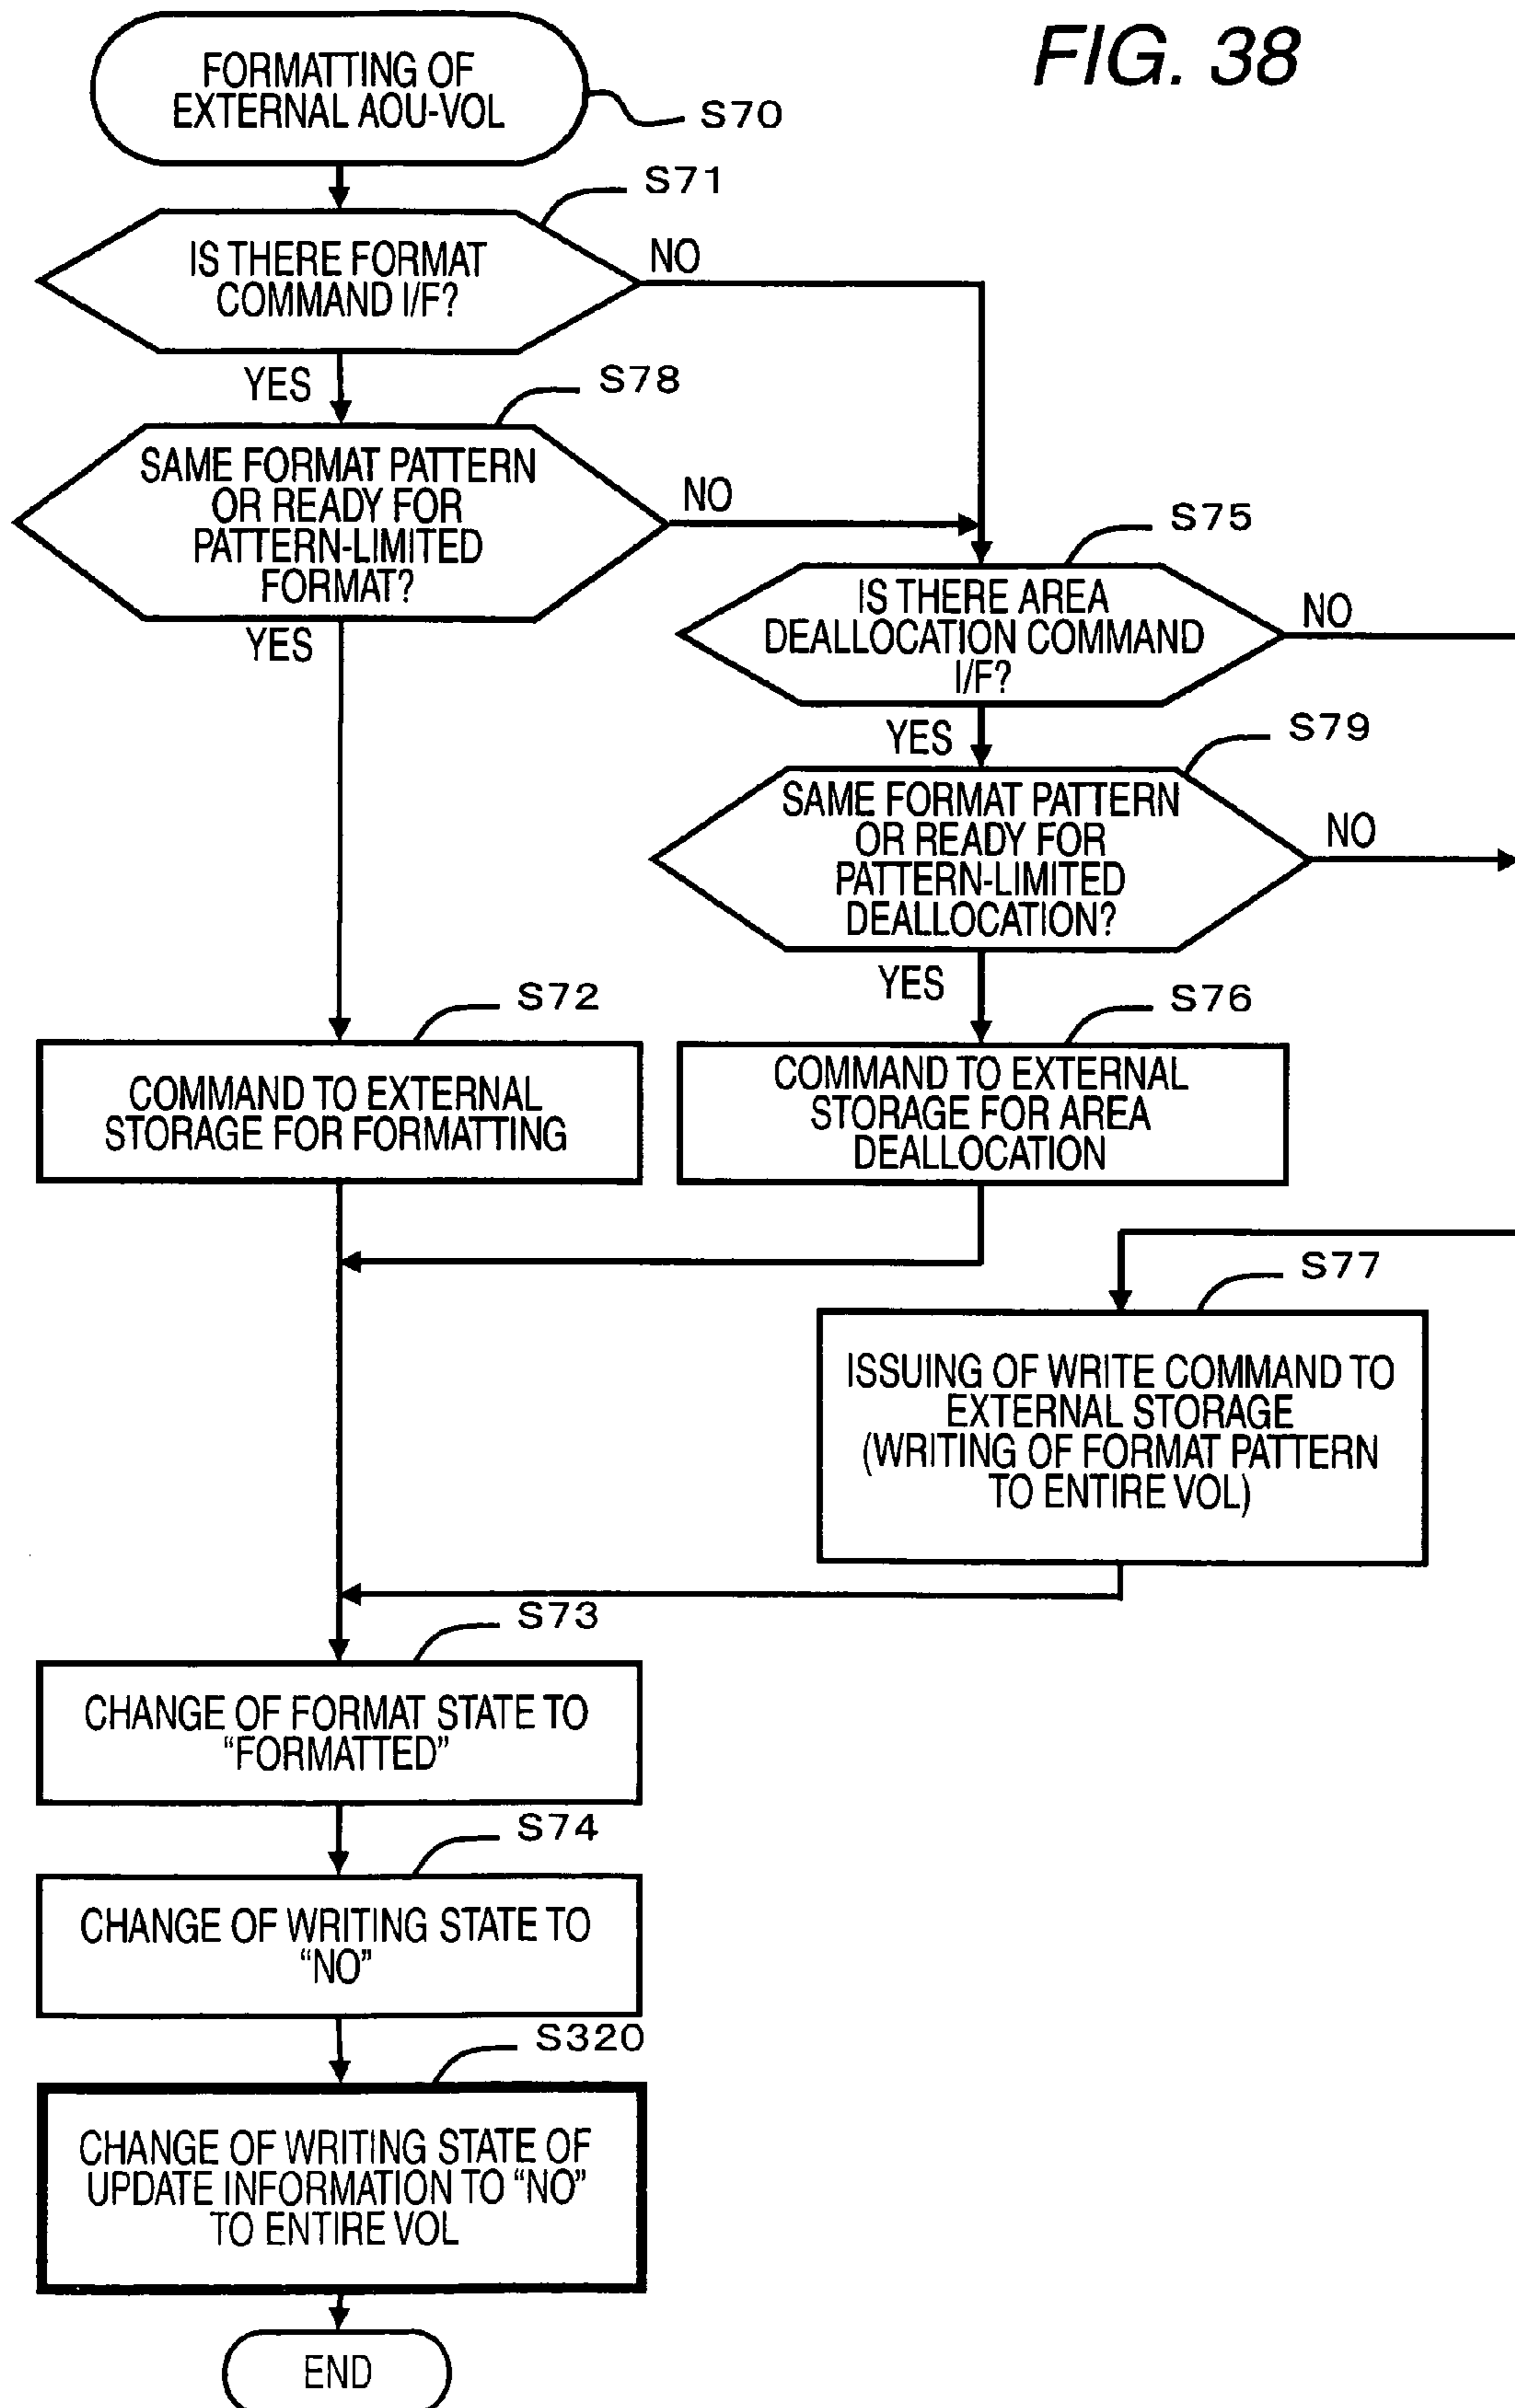 FIG. 38
FORMATTING OF
EXTERNAL AOU-VOL
S70
S71
IS THERE FORMAT
COMMAND I/F?
NO
YES
S78
SAME FORMAT PATTERN
OR READY FOR
PATTERN-LIMITED
FORMAT?
NO
YES
S75
IS THERE AREA
DEALLOCATION COMMAND
I/F?
NO
YES
S79
SAME FORMAT PATTERN
OR READY FOR
PATTERN-LIMITED
DEALLOCATION?
NO
YES
S72
COMMAND TO EXTERNAL
STORAGE FOR FORMATTING
S76
COMMAND TO EXTERNAL
STORAGE FOR AREA
DEALLOCATION
S77
ISSUING OF WRITE COMMAND TO
EXTERNAL STORAGE
(WRITING OF FORMAT PATTERN
TO ENTIRE VOL)
S73
CHANGE OF FORMAT STATE TO
“FORMATTED”
S74
CHANGE OF WRITING STATE TO
“NO”
S320
CHANGE OF WRITING STATE OF
UPDATE INFORMATION TO “NO”
TO ENTIRE VOL
END